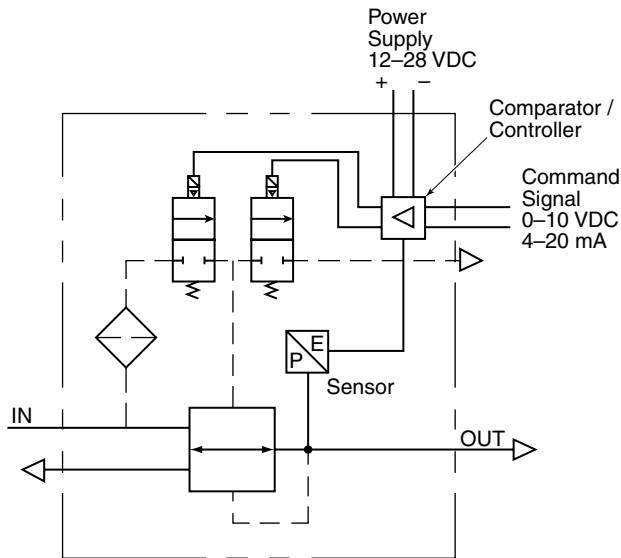 Power
Supply
12–28 VDC
+ –
Comparator /
Controller
Command
Signal
0–10 VDC
4–20 mA
E
P
Sensor
IN
OUT